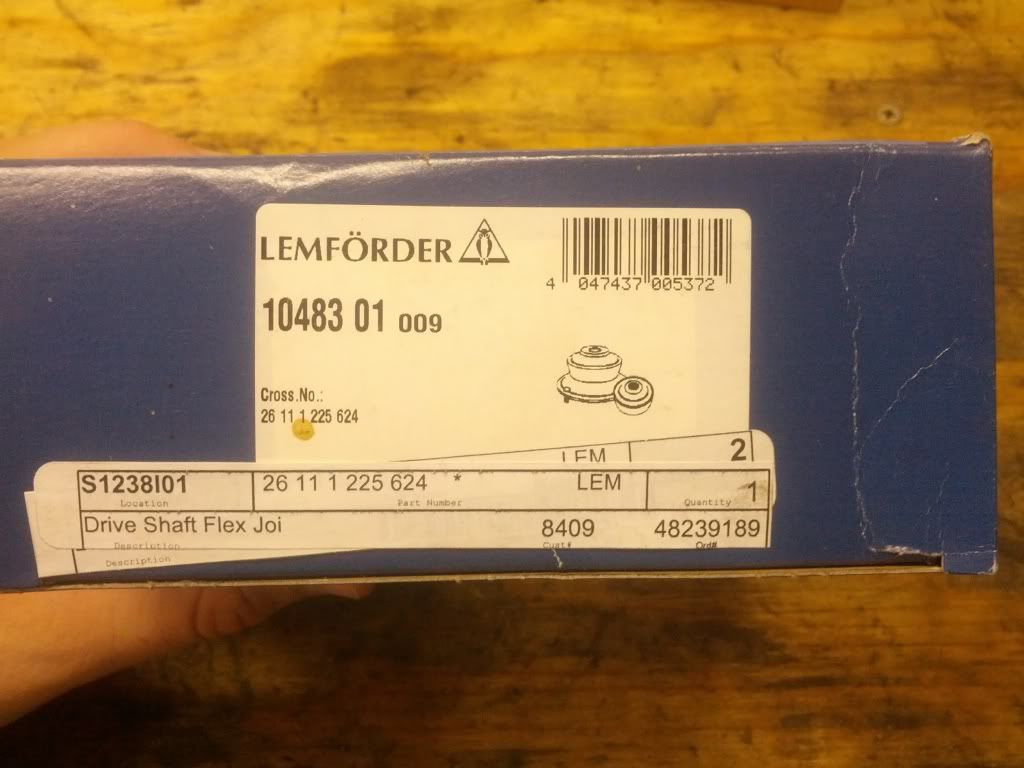 LEMFÖRDER
4 047437 005372
10483 01 009
Cross.No.:
26 11 1 225 624
LEM 2
S1238I01 26 11 1 225 624 * LEM 1
Location Part Number Quantity
Drive Shaft Flex Joi 8409 48239189
Description Cust# Ord#
Description